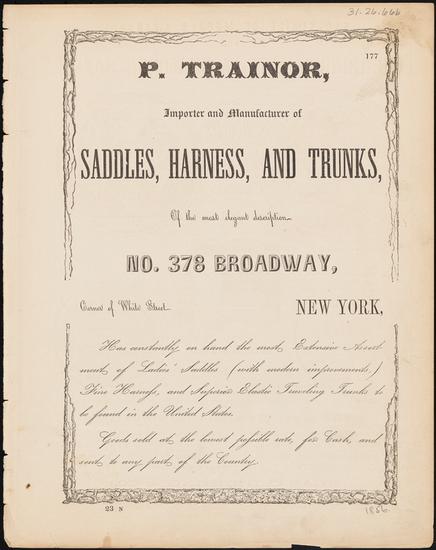 31.26.666
177
P. TRAINOR,
Importer and Manufacturer of
SADDLES, HARNESS, AND TRUNKS,
Of the most elegant description
NO. 378 BROADWAY,
Corner of White Street
NEW YORK,
Has constantly on hand the most Extensive Assort
ment of Ladies' Saddles (with modern improvements,)
Fine Harness, and Superior Elastic Traveling Trunks to
be found in the United States.
Goods sold at the lowest possible rate, for Cash, and
sent to any part of the Country
23 N
1856.